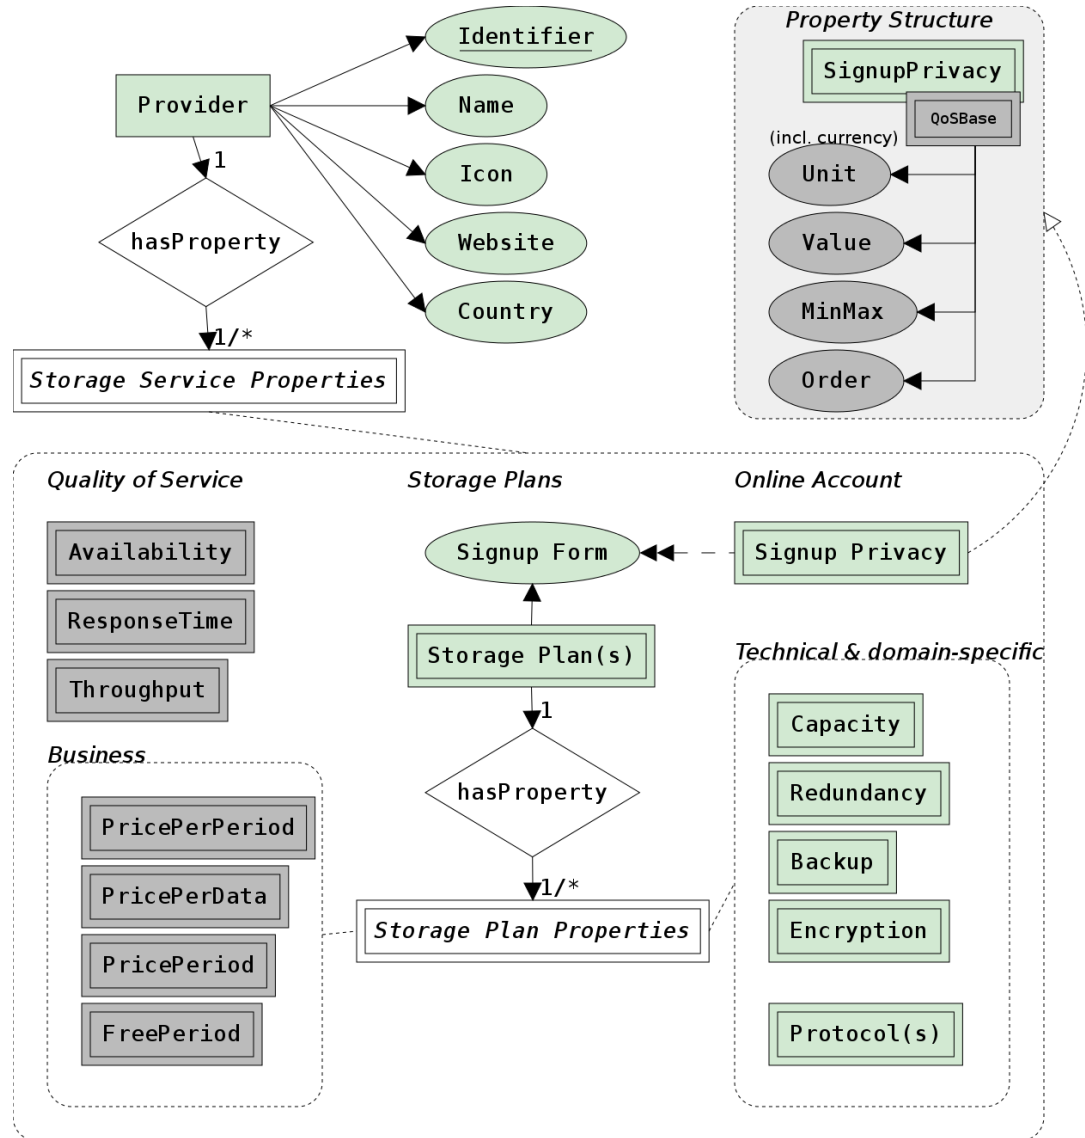 Identifier
Provider
Name
Icon
Website
Country
1
hasProperty
1/*
Storage Service Properties
Property Structure
SignupPrivacy
QoSBase
(incl. currency)
Unit
Value
MinMax
Order
Quality of Service
Availability
ResponseTime
Throughput
Business
PricePerPeriod
PricePerData
PricePeriod
FreePeriod
Storage Plans
Signup Form
Storage Plan(s)
1
hasProperty
1/*
Storage Plan Properties
Online Account
Signup Privacy
Technical & domain-specific
Capacity
Redundancy
Backup
Encryption
Protocol(s)